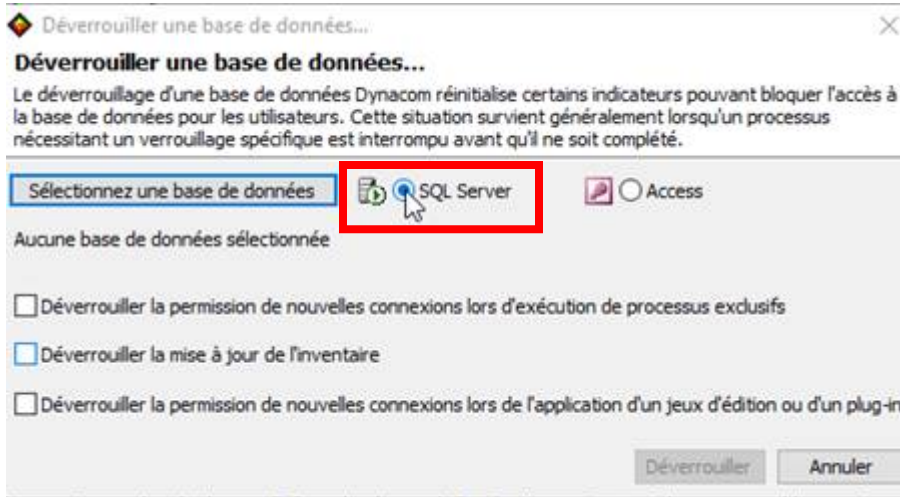 Déverrouiller une base de données...
Déverrouiller une base de données...
Le déverrouillage d'une base de données Dynacom réinitialise certains indicateurs pouvant bloquer l'accès à
la base de données pour les utilisateurs. Cette situation survient généralement lorsqu'un processus
nécessitant un verrouillage spécifique est interrompu avant qu'il ne soit complété.
Sélectionnez une base de données SQL Server Access
Aucune base de données sélectionnée
Déverrouiller la permission de nouvelles connexions lors d'exécution de processus exclusifs
Déverrouiller la mise à jour de l'inventaire
Déverrouiller la permission de nouvelles connexions lors de l'application d'un jeux d'édition ou d'un plug-in
Déverrouiller Annuler